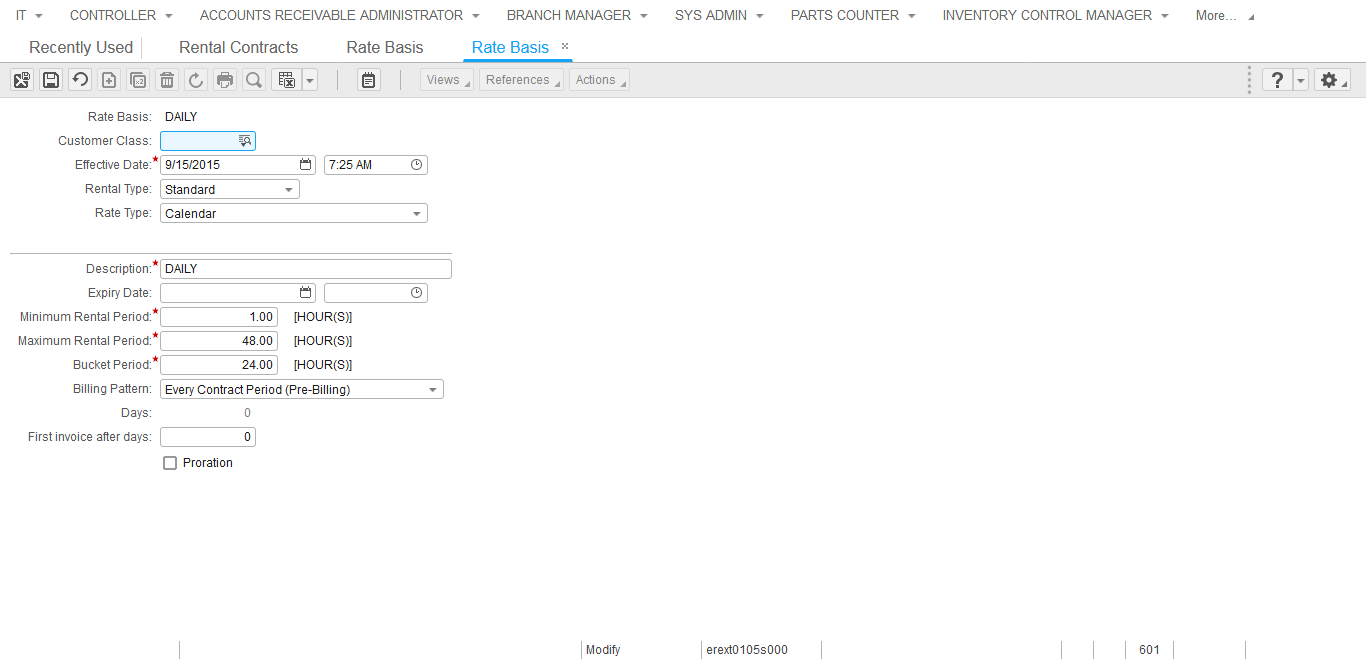 IT CONTROLLER ACCOUNTS RECEIVABLE ADMINISTRATOR BRANCH MANAGER SYS ADMIN PARTS COUNTER INVENTORY CONTROL MANAGER More...
Recently Used Rental Contracts Rate Basis Rate Basis ×
Views References Actions ?
Rate Basis: DAILY
Customer Class:
Effective Date:* 9/15/2015 7:25 AM
Rental Type: Standard
Rate Type: Calendar
Description:* DAILY
Expiry Date:
Minimum Rental Period:* 1.00 [HOUR(S)]
Maximum Rental Period:* 48.00 [HOUR(S)]
Bucket Period:* 24.00 [HOUR(S)]
Billing Pattern: Every Contract Period (Pre-Billing)
Days: 0
First invoice after days: 0
Proration
Modify erext0105s000 601